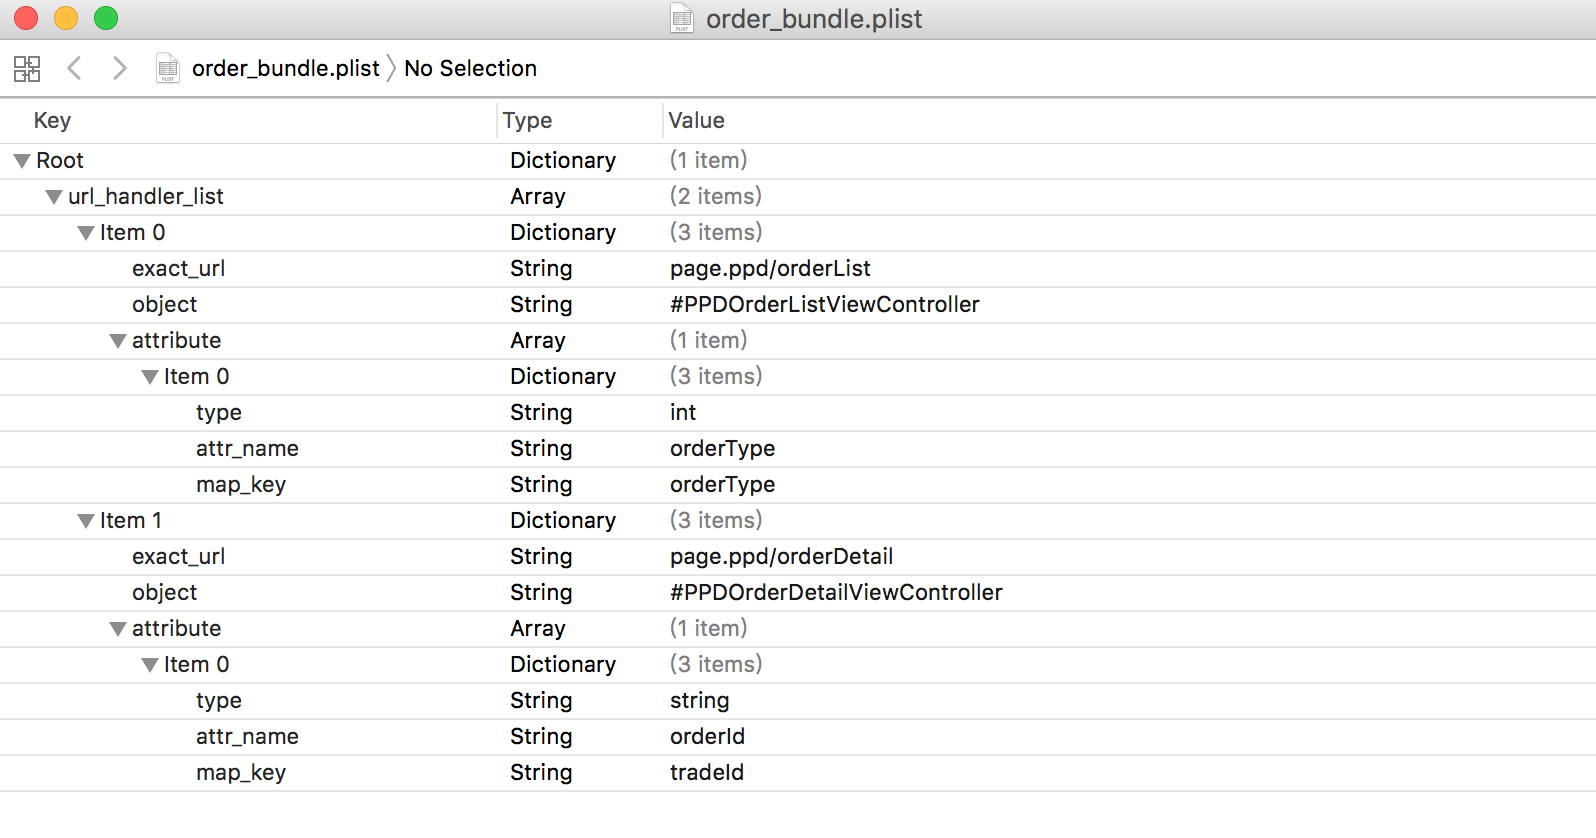 order_bundle.plist
order_bundle.plist No Selection
Key Type Value
Root Dictionary (1 item)
url_handler_list Array (2 items)
Item 0 Dictionary (3 items)
exact_url String page.ppd/orderList
object String #PPDOrderListViewController
attribute Array (1 item)
Item 0 Dictionary (3 items)
type String int
attr_name String orderType
map_key String orderType
Item 1 Dictionary (3 items)
exact_url String page.ppd/orderDetail
object String #PPDOrderDetailViewController
attribute Array (1 item)
Item 0 Dictionary (3 items)
type String string
attr_name String orderId
map_key String tradeId